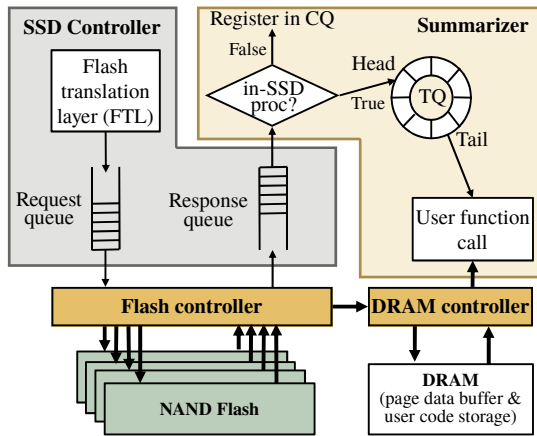 SSD Controller
Flash
translation
layer (FTL)
Request
queue
Response
queue
Register in CQ
False
Summarizer
in-SSD
proc?
Head
True
TQ
Tail
User function
call
Flash controller
DRAM controller
NAND Flash
DRAM
(page data buffer &
user code storage)